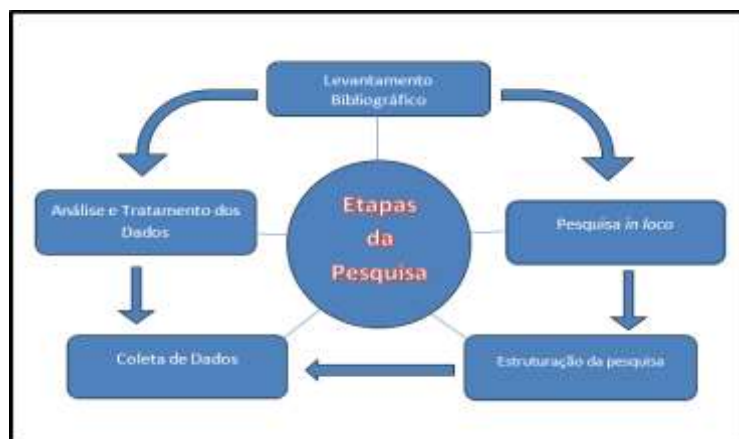 Levantamento
Bibliográfico
Análise e Tratamento dos
Dados
Etapas
da
Pesquisa
Pesquisa in loco
Coleta de Dados
Estruturação da pesquisa